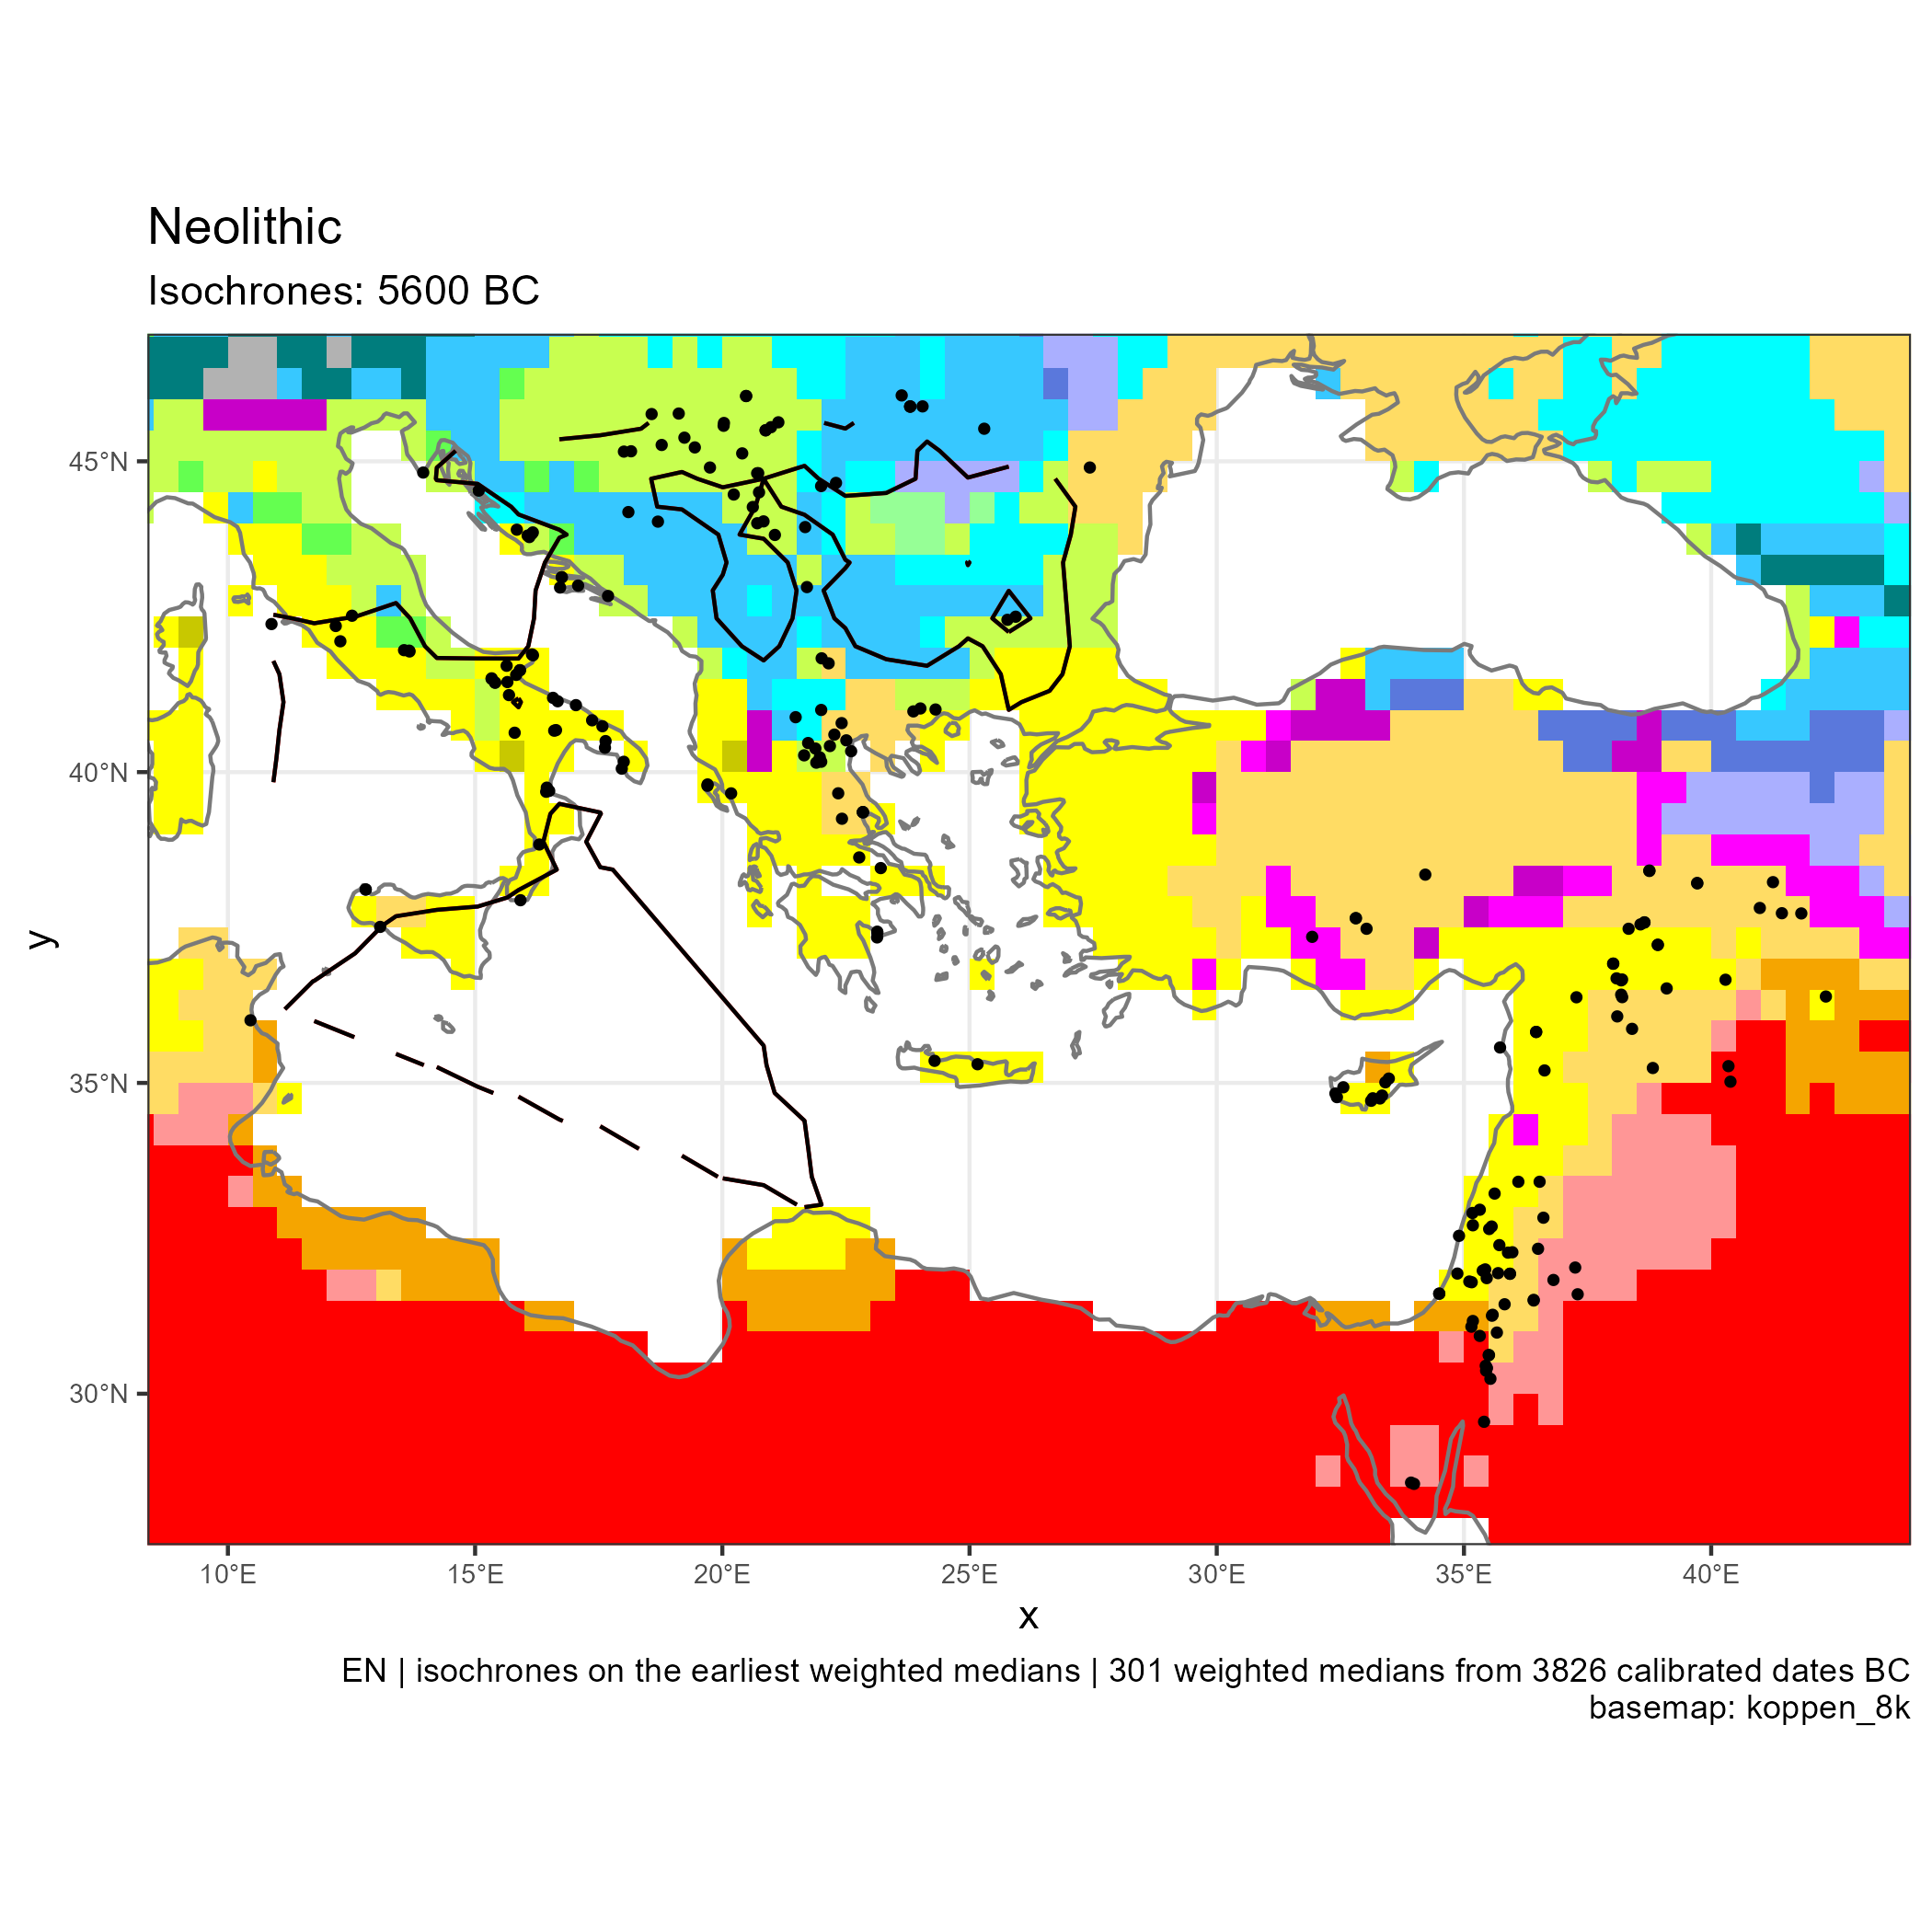 Neolithic
Isochrones: 5600 BC
45°N
40°N
35°N
30°N
y
10°E 15°E 20°E 25°E 30°E 35°E 40°E
x
EN | isochrones on the earliest weighted medians | 301 weighted medians from 3826 calibrated dates BC
basemap: koppen_8k